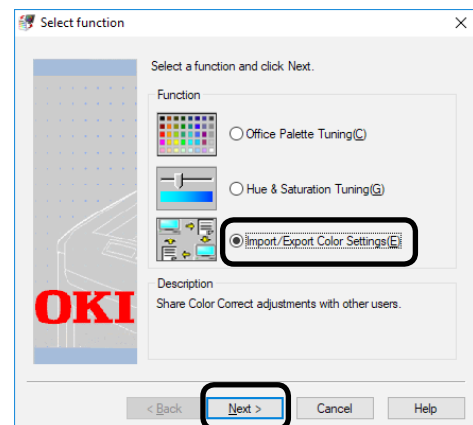 Select function
Select a function and click Next.
Function
Office Palette Tuning(C)
Hue & Saturation Tuning(G)
Import/Export Color Settings(E)
Description
Share Color Correct adjustments with other users.
OKI
< Back
Next >
Cancel
Help